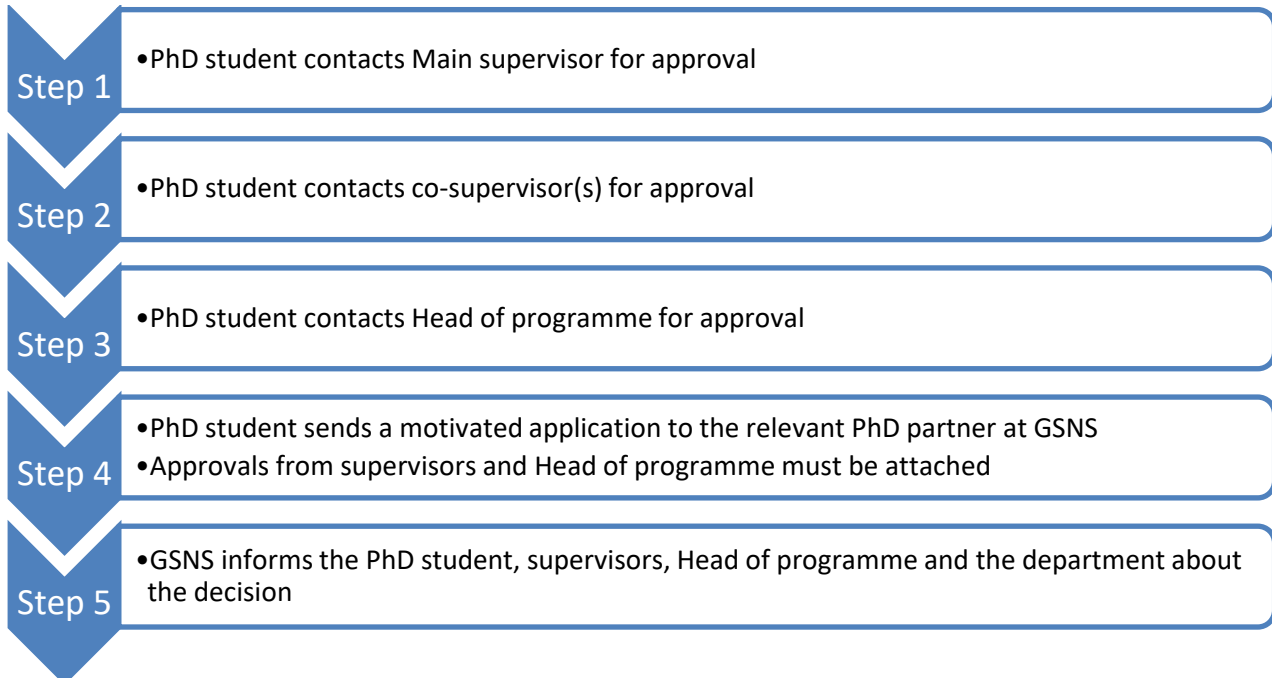 Step 1
•PhD student contacts Main supervisor for approval
Step 2
•PhD student contacts co-supervisor(s) for approval
Step 3
•PhD student contacts Head of programme for approval
Step 4
•PhD student sends a motivated application to the relevant PhD partner at GSNS
•Approvals from supervisors and Head of programme must be attached
Step 5
•GSNS informs the PhD student, supervisors, Head of programme and the department about
the decision